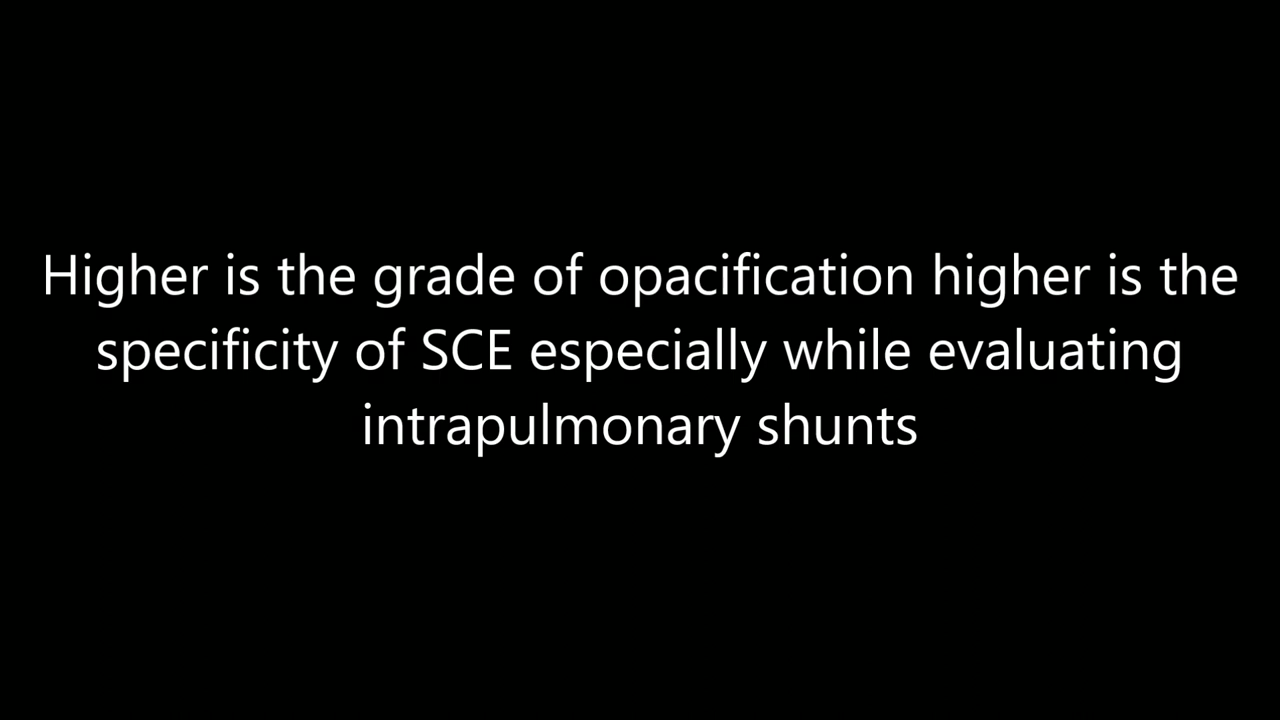 Higher is the grade of opacification higher is the
specificity of SCE especially while evaluating
intrapulmonary shunts